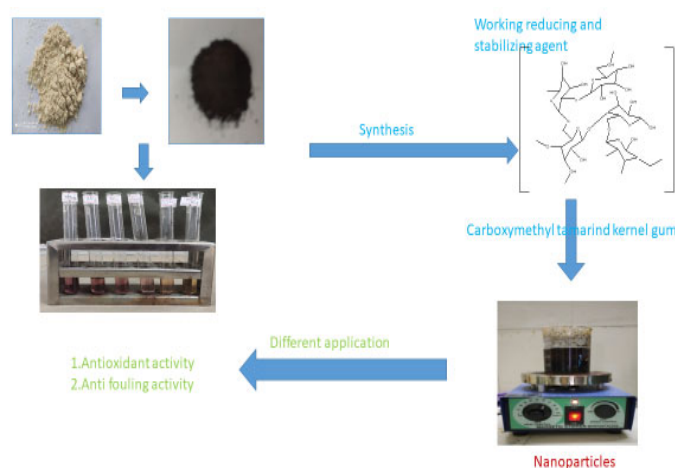 Working reducing and
stabilizing agent
Synthesis
Carboxymethyl tamarind kernel gum
Different application
1.Antioxidant activity
2.Anti fouling activity
Nanoparticles